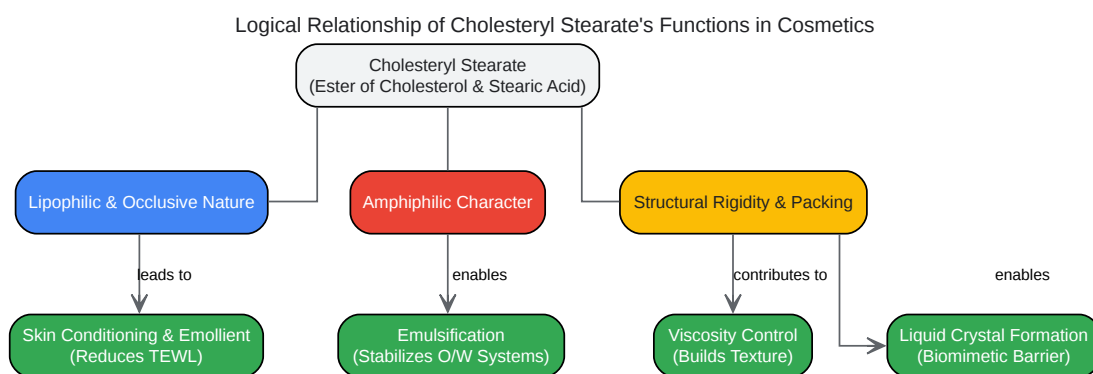 Logical Relationship of Cholesteryl Stearate's Functions in Cosmetics
Cholesteryl Stearate
(Ester of Cholesterol & Stearic Acid)
Lipophilic & Occlusive Nature
Amphiphilic Character
Structural Rigidity & Packing
leads to
enables
contributes to
enables
Skin Conditioning & Emollient
(Reduces TEWL)
Emulsification
(Stabilizes O/W Systems)
Viscosity Control
(Builds Texture)
Liquid Crystal Formation
(Biomimetic Barrier)